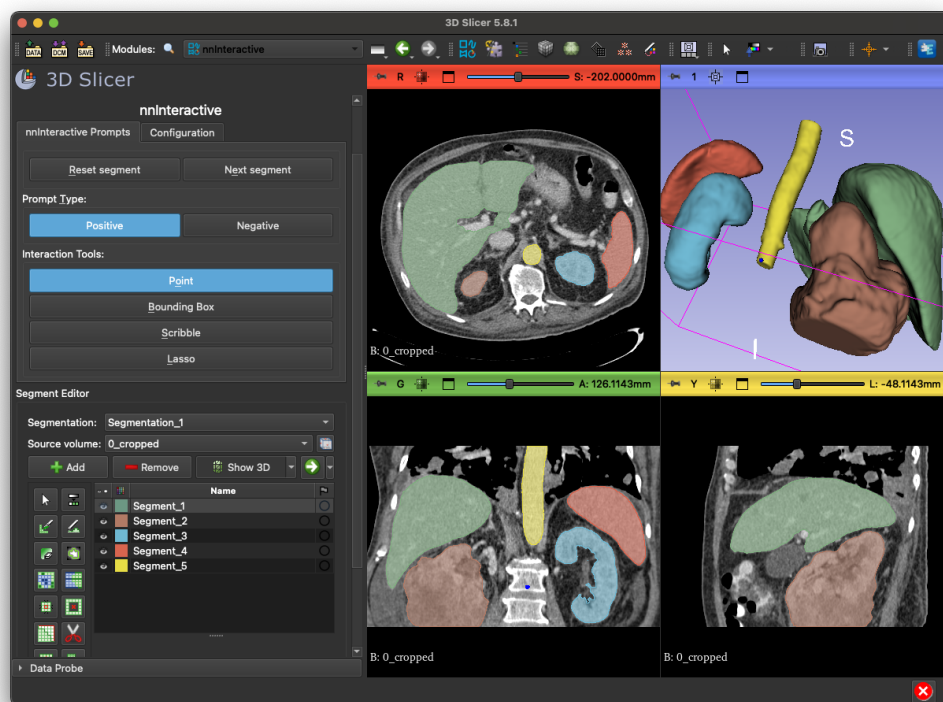 3D Slicer 5.8.1
DATA DCM SAVE Modules: nnInteractive
3D Slicer
nnInteractive
nnInteractive Prompts Configuration
Reset segment Next segment
Prompt Type:
Positive Negative
Interaction Tools:
Point
Bounding Box
Scribble
Lasso
Segment Editor
Segmentation: Segmentation_1
Source volume: 0_cropped
Add Remove Show 3D
Name
Segment_1
Segment_2
Segment_3
Segment_4
Segment_5
Data Probe
R S: -202.0000mm
B: 0_cropped
1
S
I
G A: 126.1143mm
B: 0_cropped
Y L: -48.1143mm
B: 0_cropped